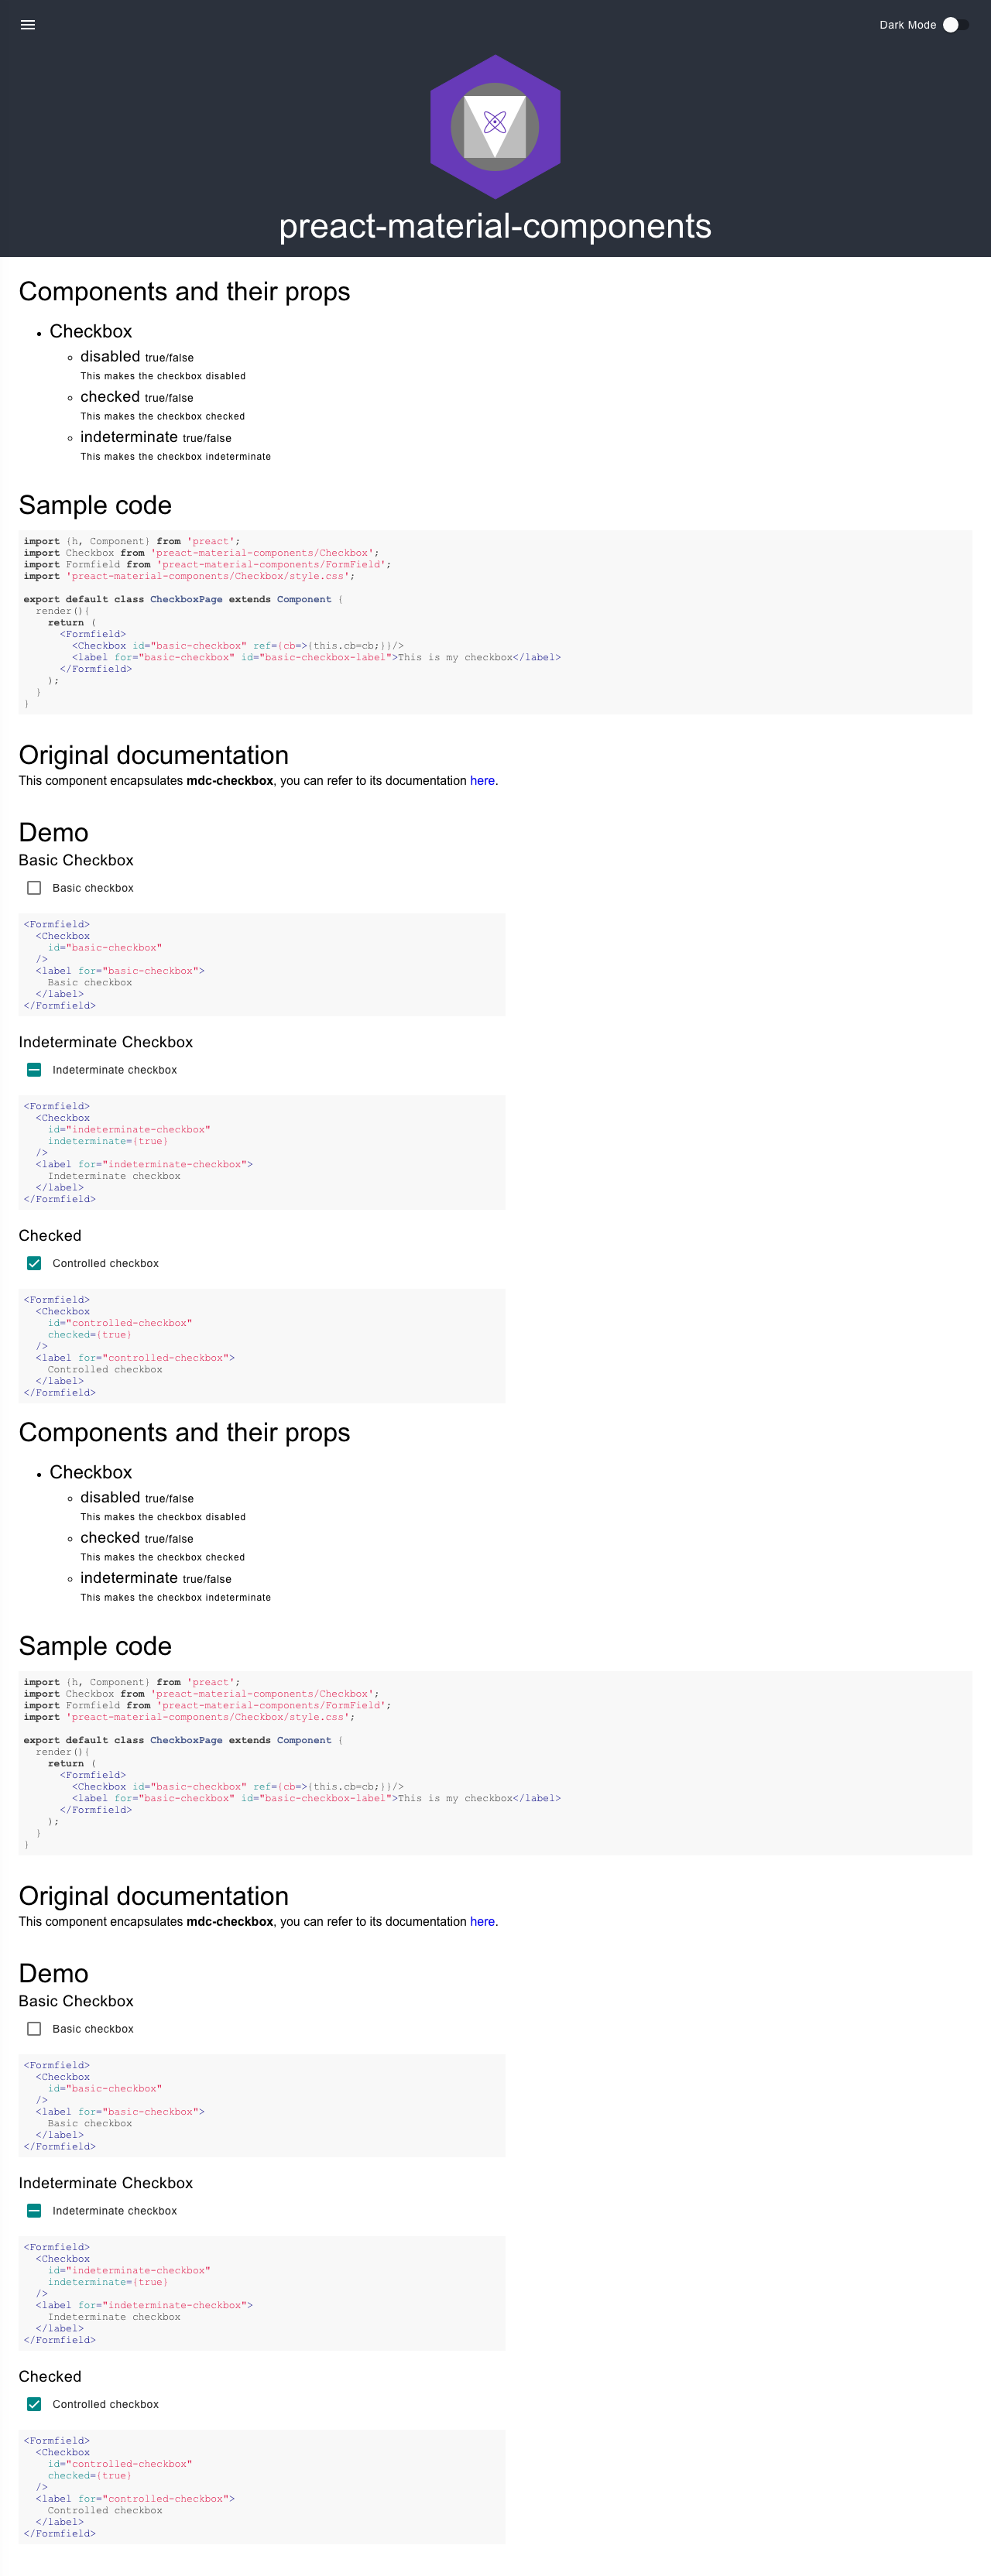 Dark Mode
preact-material-components
Components and their props
Checkbox
disabled true/false
This makes the checkbox disabled
checked true/false
This makes the checkbox checked
indeterminate true/false
This makes the checkbox indeterminate
Sample code
import {h, Component} from 'preact';
import Checkbox from 'preact-material-components/Checkbox';
import Formfield from 'preact-material-components/FormField';
import 'preact-material-components/Checkbox/style.css';
export default class CheckboxPage extends Component {
render(){
return (
<Formfield>
<Checkbox id="basic-checkbox" ref={cb=>{this.cb=cb;}}/>
<label for="basic-checkbox" id="basic-checkbox-label">This is my checkbox</label>
</Formfield>
);
}
}
Original documentation
This component encapsulates mdc-checkbox, you can refer to its documentation here.
Demo
Basic Checkbox
Basic checkbox
<Formfield>
<Checkbox
id="basic-checkbox"
/>
<label for="basic-checkbox">
Basic checkbox
</label>
</Formfield>
Indeterminate Checkbox
Indeterminate checkbox
<Formfield>
<Checkbox
id="indeterminate-checkbox"
indeterminate={true}
/>
<label for="indeterminate-checkbox">
Indeterminate checkbox
</label>
</Formfield>
Checked
Controlled checkbox
<Formfield>
<Checkbox
id="controlled-checkbox"
checked={true}
/>
<label for="controlled-checkbox">
Controlled checkbox
</label>
</Formfield>
Components and their props
Checkbox
disabled true/false
This makes the checkbox disabled
checked true/false
This makes the checkbox checked
indeterminate true/false
This makes the checkbox indeterminate
Sample code
import {h, Component} from 'preact';
import Checkbox from 'preact-material-components/Checkbox';
import Formfield from 'preact-material-components/FormField';
import 'preact-material-components/Checkbox/style.css';
export default class CheckboxPage extends Component {
render(){
return (
<Formfield>
<Checkbox id="basic-checkbox" ref={cb=>{this.cb=cb;}}/>
<label for="basic-checkbox" id="basic-checkbox-label">This is my checkbox</label>
</Formfield>
);
}
}
Original documentation
This component encapsulates mdc-checkbox, you can refer to its documentation here.
Demo
Basic Checkbox
Basic checkbox
<Formfield>
<Checkbox
id="basic-checkbox"
/>
<label for="basic-checkbox">
Basic checkbox
</label>
</Formfield>
Indeterminate Checkbox
Indeterminate checkbox
<Formfield>
<Checkbox
id="indeterminate-checkbox"
indeterminate={true}
/>
<label for="indeterminate-checkbox">
Indeterminate checkbox
</label>
</Formfield>
Checked
Controlled checkbox
<Formfield>
<Checkbox
id="controlled-checkbox"
checked={true}
/>
<label for="controlled-checkbox">
Controlled checkbox
</label>
</Formfield>